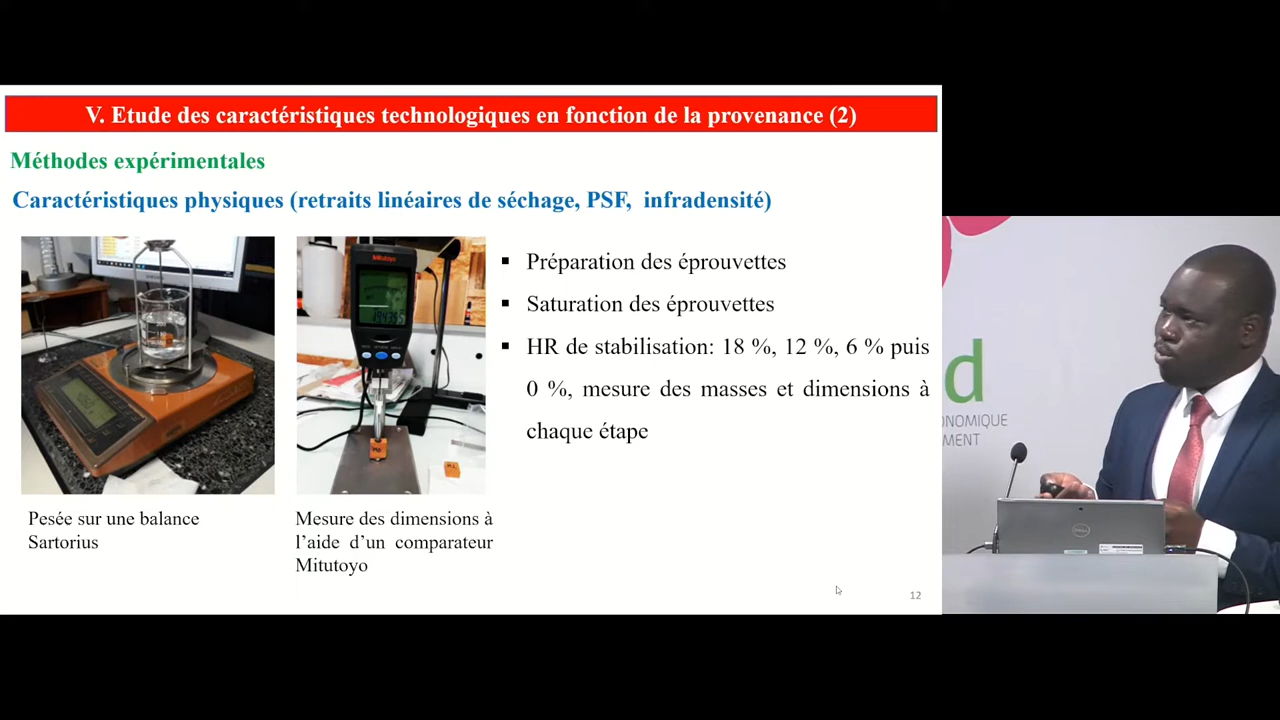 V. Etude des caractéristiques technologiques en fonction de la provenance (2)
Méthodes expérimentales
Caractéristiques physiques (retraits linéaires de séchage, PSF, infradensité)
Mitutoyo
▪ Préparation des éprouvettes
▪ Saturation des éprouvettes
▪ HR de stabilisation: 18 %, 12 %, 6 % puis
0 %, mesure des masses et dimensions à
chaque étape
Pesée sur une balance
Sartorius
Mesure des dimensions à
l’aide d’un comparateur
Mitutoyo
12
d
ONOMIQUE
MENT
DELL